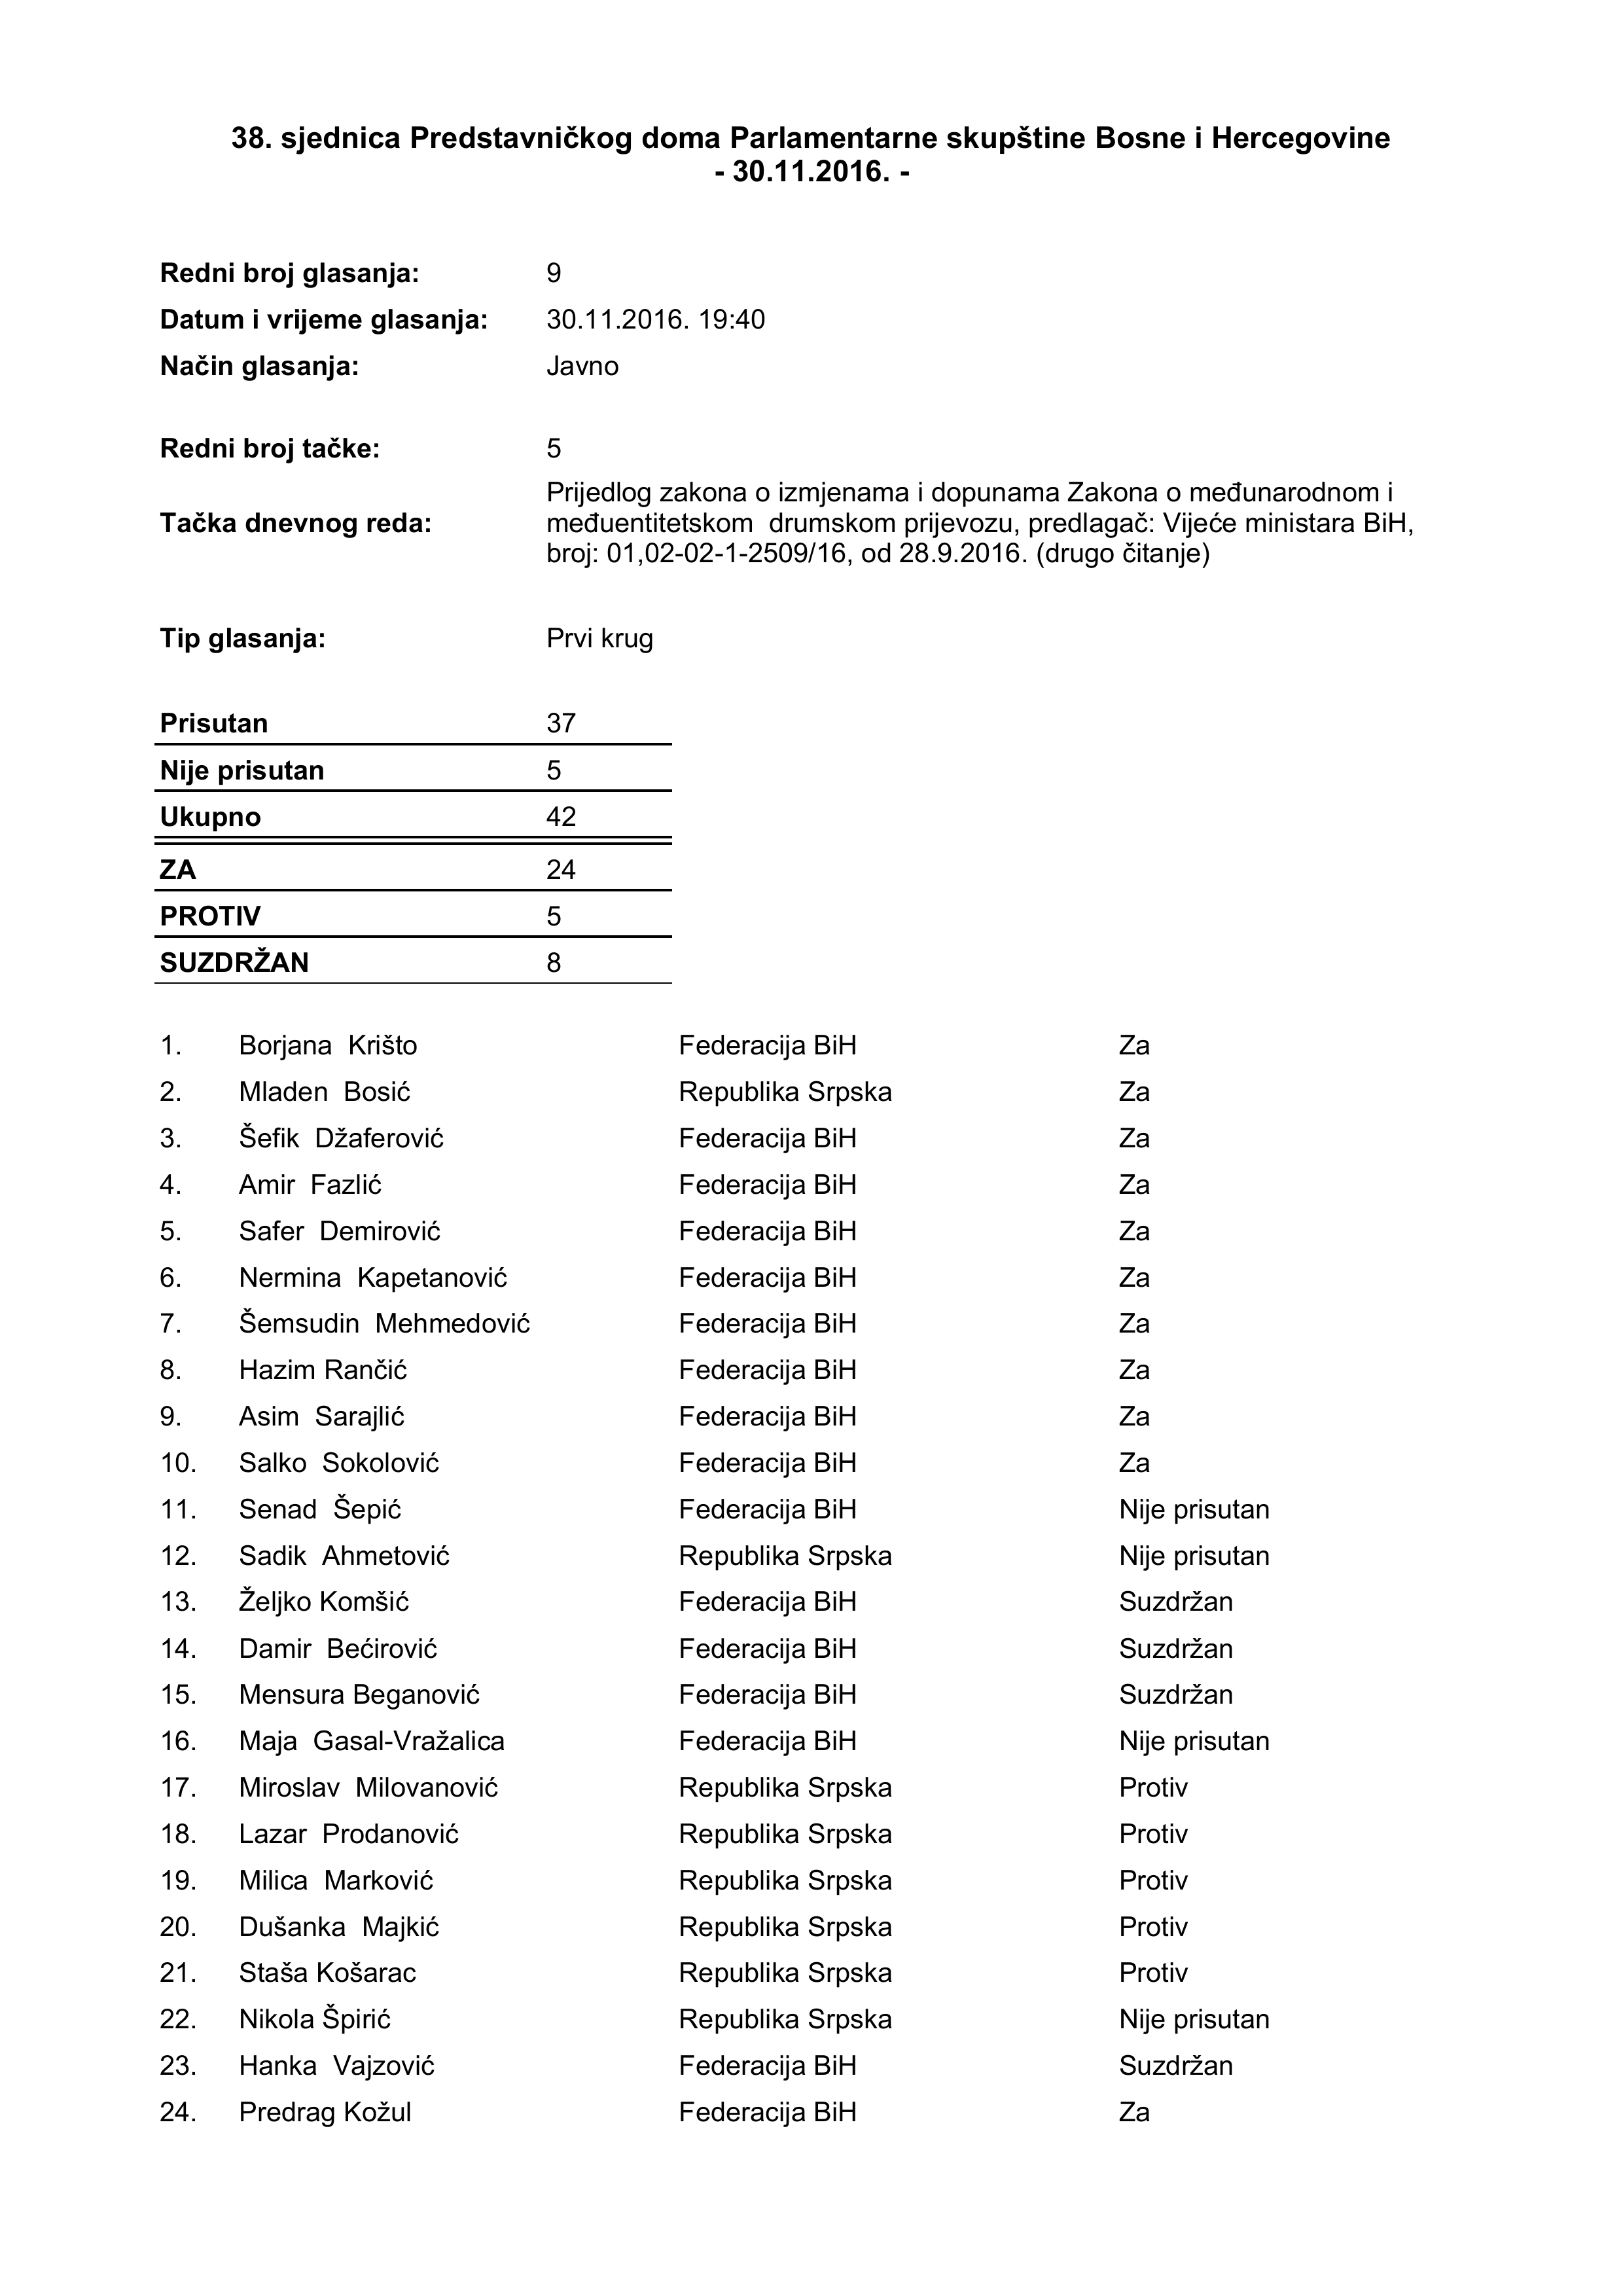 38. sjednica Predstavničkog doma Parlamentarne skupštine Bosne i Hercegovine
- 30.11.2016. -
Redni broj glasanja: 9
Datum i vrijeme glasanja: 30.11.2016. 19:40
Način glasanja: Javno
Redni broj tačke: 5
Tačka dnevnog reda: Prijedlog zakona o izmjenama i dopunama Zakona o međunarodnom i
međuentitetskom drumskom prijevozu, predlagač: Vijeće ministara BiH,
broj: 01,02-02-1-2509/16, od 28.9.2016. (drugo čitanje)
Tip glasanja: Prvi krug
Prisutan 37
Nije prisutan 5
Ukupno 42
ZA 24
PROTIV 5
SUZDRŽAN 8
1. Borjana Krišto Federacija BiH Za
2. Mladen Bosić Republika Srpska Za
3. Šefik Džaferović Federacija BiH Za
4. Amir Fazlić Federacija BiH Za
5. Safer Demirović Federacija BiH Za
6. Nermina Kapetanović Federacija BiH Za
7. Šemsudin Mehmedović Federacija BiH Za
8. Hazim Rančić Federacija BiH Za
9. Asim Sarajlić Federacija BiH Za
10. Salko Sokolović Federacija BiH Za
11. Senad Šepić Federacija BiH Nije prisutan
12. Sadik Ahmetović Republika Srpska Nije prisutan
13. Željko Komšić Federacija BiH Suzdržan
14. Damir Bećirović Federacija BiH Suzdržan
15. Mensura Beganović Federacija BiH Suzdržan
16. Maja Gasal-Vražalica Federacija BiH Nije prisutan
17. Miroslav Milovanović Republika Srpska Protiv
18. Lazar Prodanović Republika Srpska Protiv
19. Milica Marković Republika Srpska Protiv
20. Dušanka Majkić Republika Srpska Protiv
21. Staša Košarac Republika Srpska Protiv
22. Nikola Špirić Republika Srpska Nije prisutan
23. Hanka Vajzović Federacija BiH Suzdržan
24. Predrag Kožul Federacija BiH Za